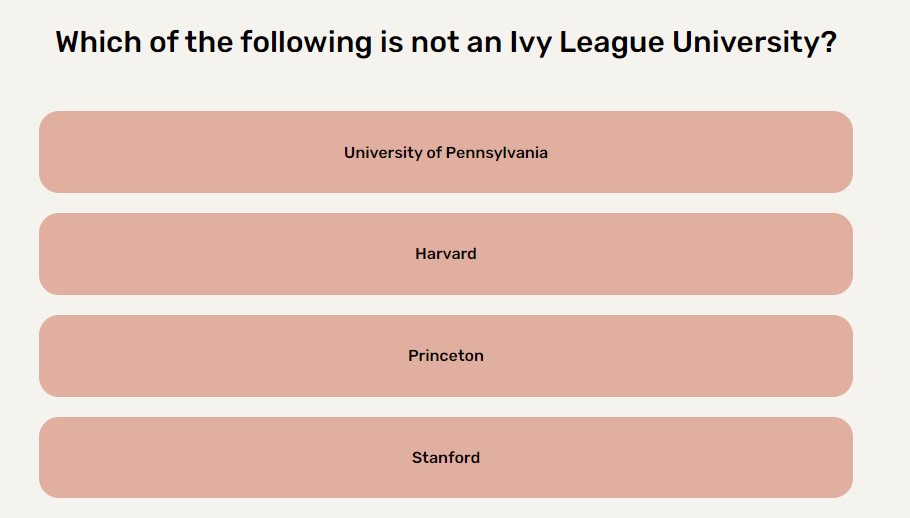 Which of the following is not an Ivy League University?
University of Pennsylvania
Harvard
Princeton
Stanford